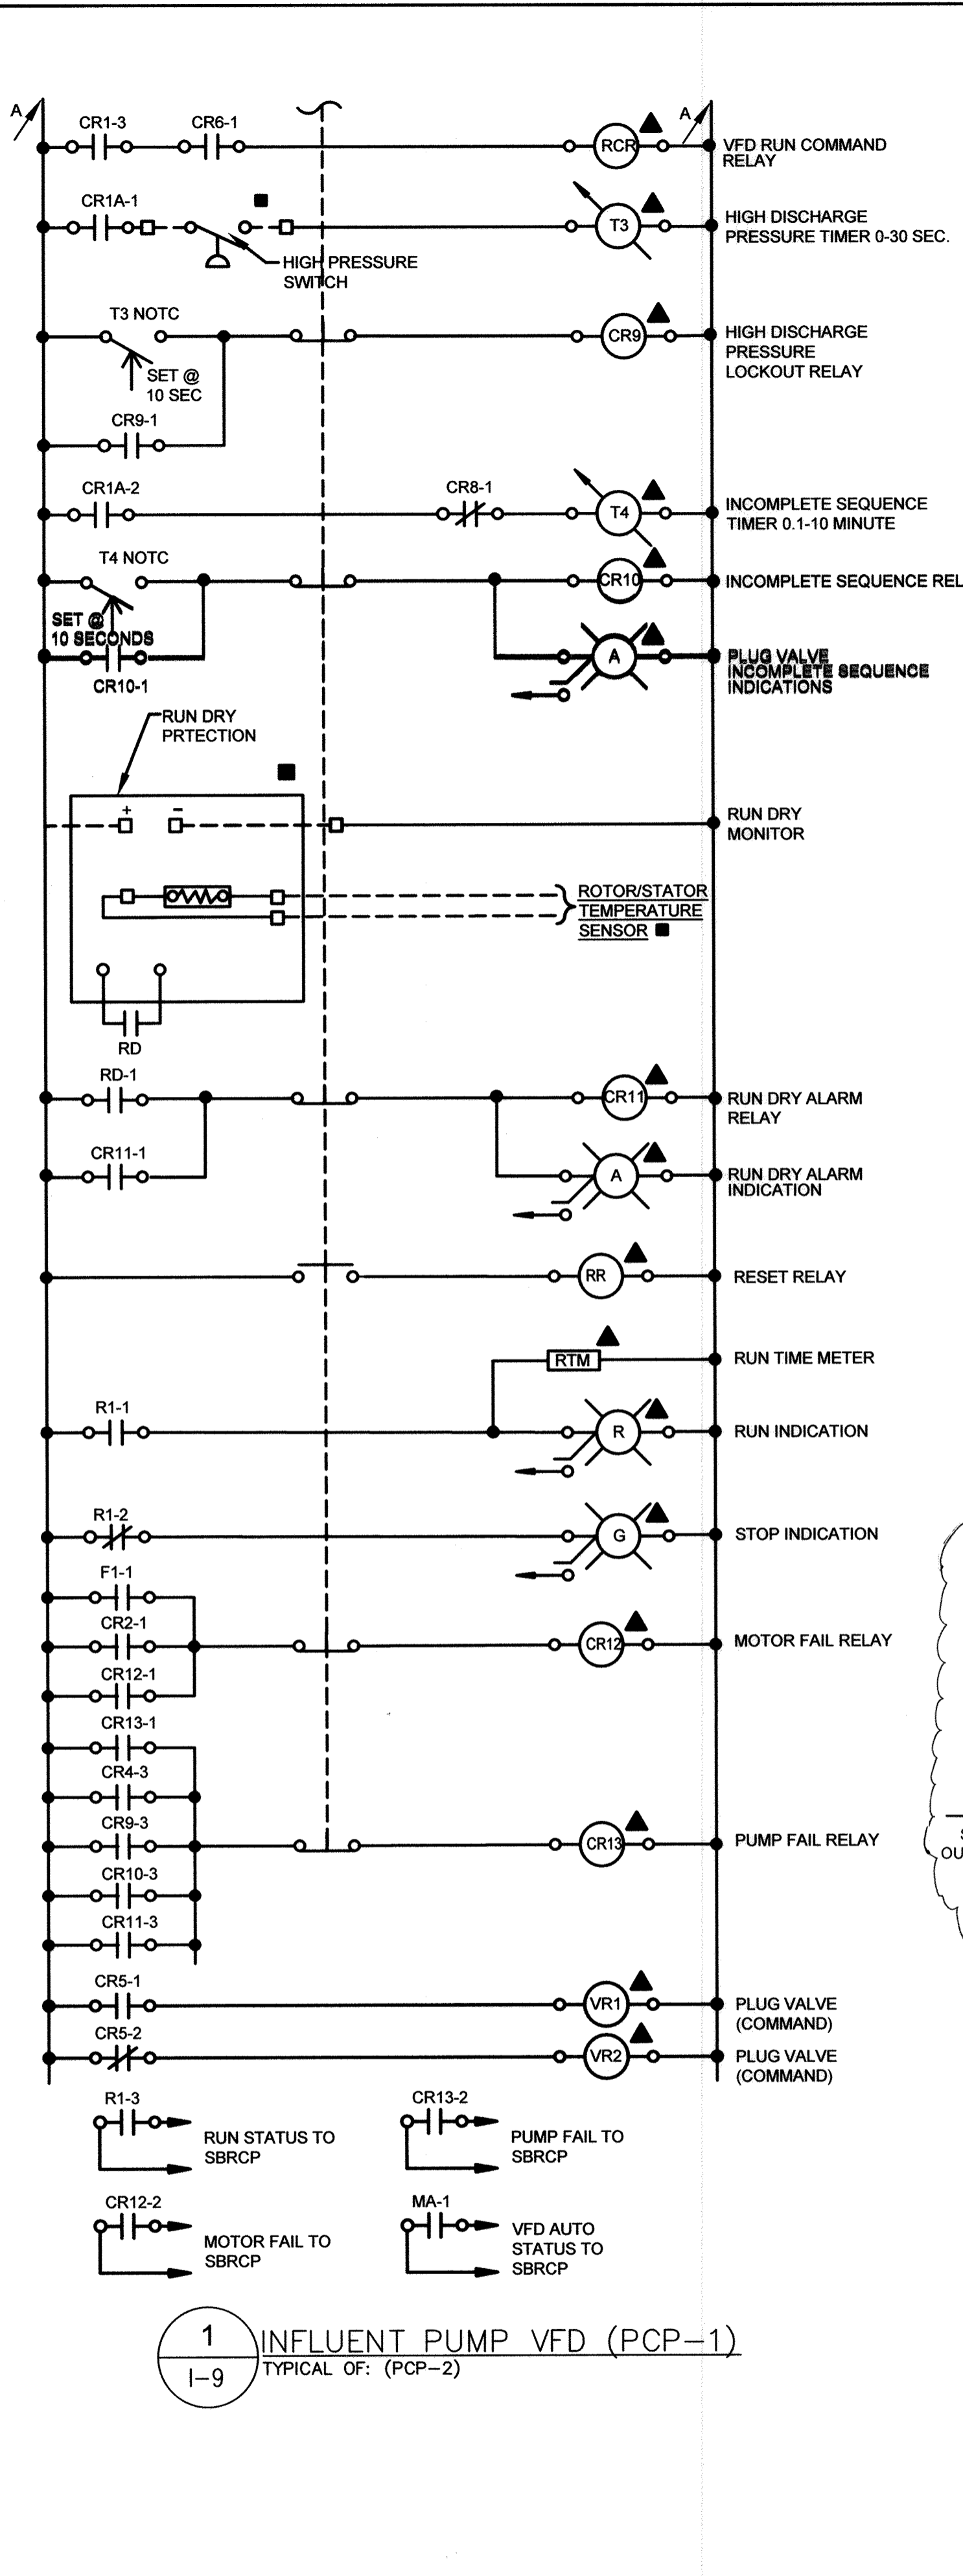 A
A
CR1-3
CR6-1
RCR
VFD RUN COMMAND
RELAY
CR1A-1
T3
HIGH DISCHARGE
PRESSURE TIMER 0-30 SEC.
HIGH PRESSURE
SWITCH
T3 NOTC
SET @
10 SEC
CR9
HIGH DISCHARGE
PRESSURE
LOCKOUT RELAY
CR9-1
CR1A-2
CR8-1
T4
INCOMPLETE SEQUENCE
TIMER 0.1-10 MINUTE
T4 NOTC
SET @
10 SECONDS
CR10
INCOMPLETE SEQUENCE REL
CR10-1
A
PLUG VALVE
INCOMPLETE SEQUENCE
INDICATIONS
RUN DRY
PRTECTION
+
-
RUN DRY
MONITOR
ROTOR/STATOR
TEMPERATURE
SENSOR
RD
RD-1
CR11
RUN DRY ALARM
RELAY
CR11-1
A
RUN DRY ALARM
INDICATION
RR
RESET RELAY
RTM
RUN TIME METER
R1-1
R
RUN INDICATION
R1-2
G
STOP INDICATION
F1-1
CR2-1
CR12
MOTOR FAIL RELAY
CR12-1
CR13-1
CR4-3
CR9-3
CR13
PUMP FAIL RELAY
CR10-3
CR11-3
CR5-1
VR1
PLUG VALVE
(COMMAND)
CR5-2
VR2
PLUG VALVE
(COMMAND)
R1-3
RUN STATUS TO
SBRCP
CR13-2
PUMP FAIL TO
SBRCP
CR12-2
MOTOR FAIL TO
SBRCP
MA-1
VFD AUTO
STATUS TO
SBRCP
1
I-9
INFLUENT PUMP VFD (PCP-1)
TYPICAL OF: (PCP-2)